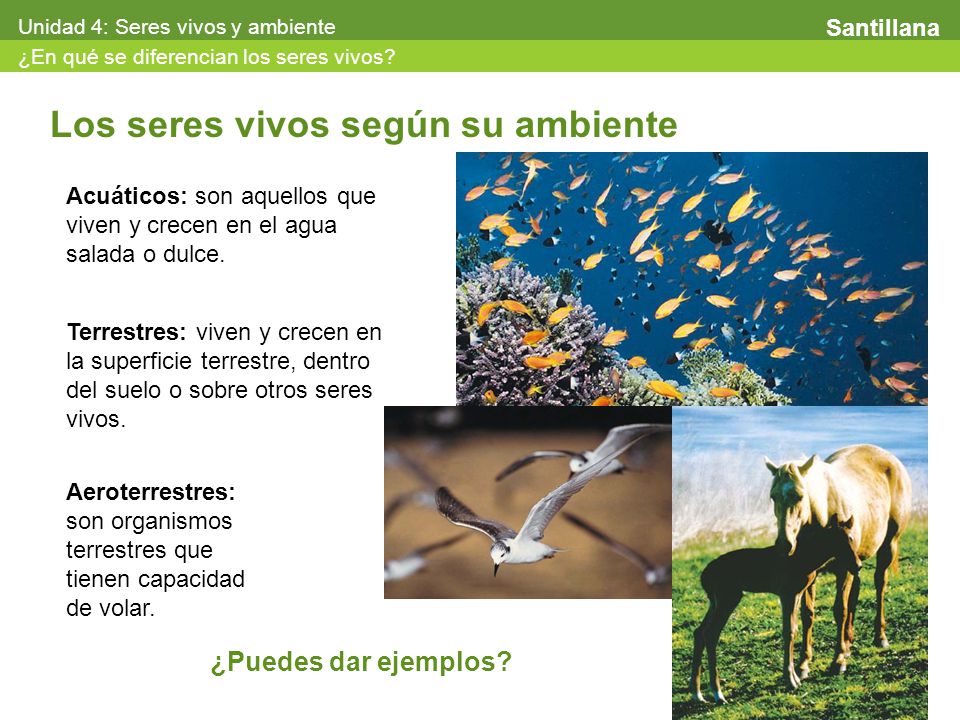 Unidad 4: Seres vivos y ambiente
Santillana
¿En qué se diferencian los seres vivos?
Los seres vivos según su ambiente
Acuáticos: son aquellos que
viven y crecen en el agua
salada o dulce.
Terrestres: viven y crecen en
la superficie terrestre, dentro
del suelo o sobre otros seres
vivos.
Aeroterrestres:
son organismos
terrestres que
tienen capacidad
de volar.
¿Puedes dar ejemplos?